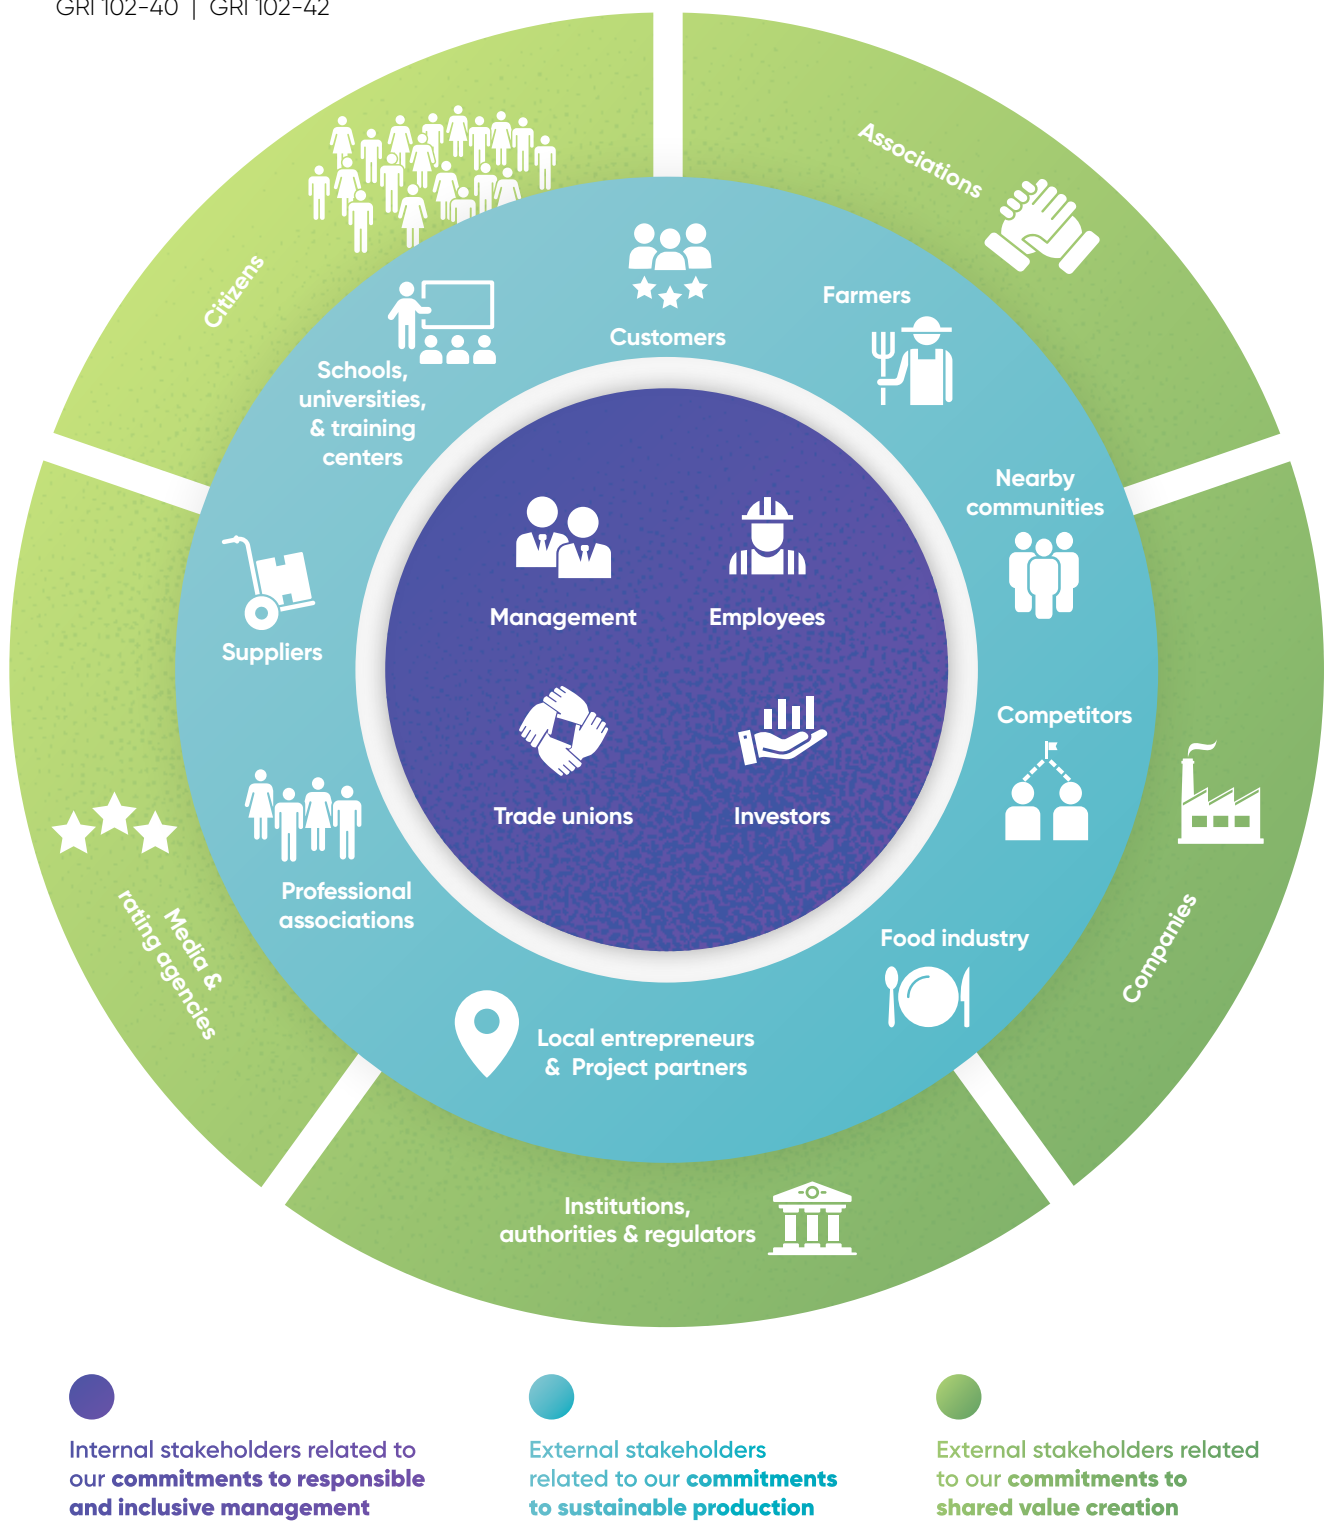 GRI 102-40 | GRI 102-42
Associations
Citizens
Customers
Farmers
Schools,
universities,
& training
centers
Nearby
communities
Suppliers
Management
Employees
Competitors
Trade unions
Investors
Professional
associations
Media &
rating agencies
Companies
Food industry
Local entrepreneurs
& Project partners
Institutions,
authorities & regulators
Internal stakeholders related to
our commitments to responsible
and inclusive management
External stakeholders
related to our commitments
to sustainable production
External stakeholders related
to our commitments to
shared value creation